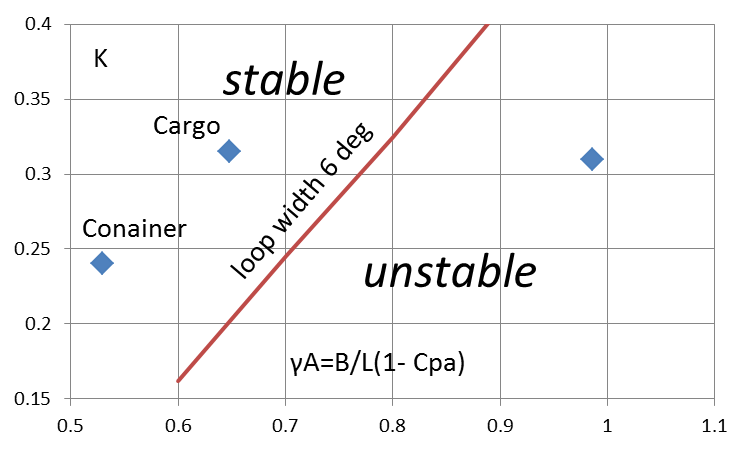 0.4
K
stable
0.35
Cargo
loop width 6 deg
0.3
Conainer
0.25
unstable
0.2
γA=B/L(1- Cpa)
0.15
0.5 0.6 0.7 0.8 0.9 1 1.1